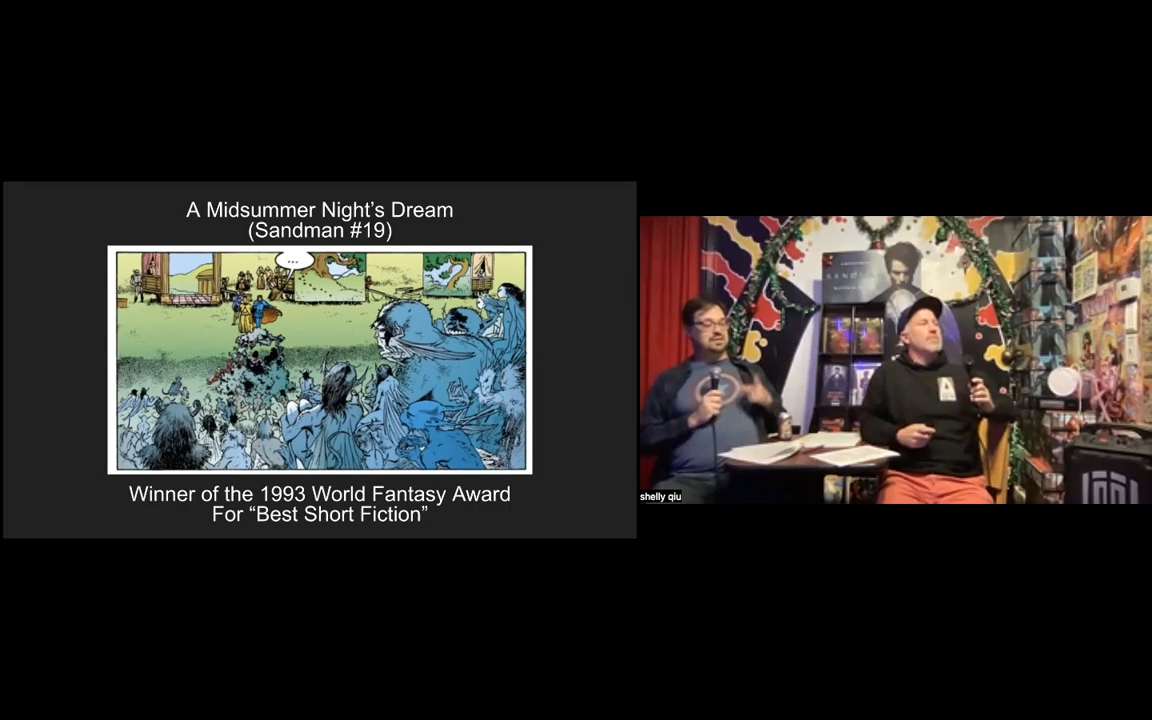 A Midsummer Night's Dream
(Sandman #19)
...
Winner of the 1993 World Fantasy Award
For “Best Short Fiction”
shelly qiu